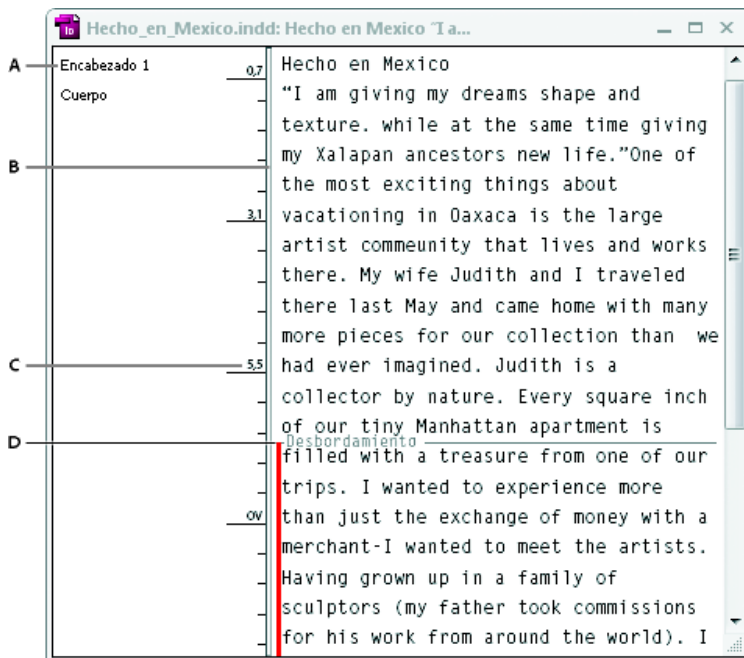 Hecho_en_Mexico.indd: Hecho en Mexico "I a...
A
Encabezado 1
0,7
Hecho en Mexico
Cuerpo
“I am giving my dreams shape and
texture. while at the same time giving
B
my Xalapan ancestors new life.”One of
the most exciting things about
3,1
vacationing in Oaxaca is the large
artist commeunity that lives and works
there. My wife Judith and I traveled
there last May and came home with many
more pieces for our collection than  we
C
5,5
had ever imagined. Judith is a
collector by nature. Every square inch
of our tiny Manhattan apartment is
D
Desbordamiento
filled with a treasure from one of our
trips. I wanted to experience more
OV
than just the exchange of money with a
merchant-I wanted to meet the artists.
Having grown up in a family of
sculptors (my father took commissions
for his work from around the world). I